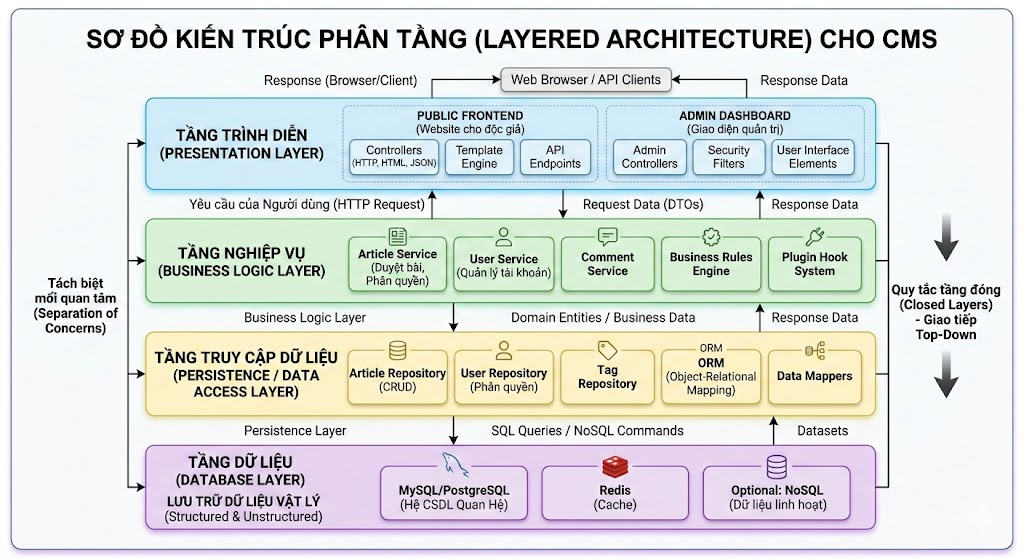 SƠ ĐỒ KIẾN TRÚC PHÂN TẦNG (LAYERED ARCHITECTURE) CHO CMS
Response (Browser/Client)
Web Browser / API Clients
Response Data
TẦNG TRÌNH DIỄN
(PRESENTATION LAYER)
PUBLIC FRONTEND
(Website cho độc giả)
Controllers
(HTTP, HTML, JSON)
Template
Engine
API
Endpoints
ADMIN DASHBOARD
(Giao diện quản trị)
Admin
Controllers
Security
Filters
User Interface
Elements
Yêu cầu của Người dùng (HTTP Request)
Request Data (DTOs)
Response Data
TẦNG NGHIỆP VỤ
(BUSINESS LOGIC LAYER)
Article Service
(Duyệt bài,
Phân quyền)
User Service
(Quản lý tài khoản)
Comment
Service
Business Rules
Engine
Plugin Hook
System
Tách biệt
mối quan tâm
(Separation of
Concerns)
Quy tắc tầng đóng
(Closed Layers)
- Giao tiếp
Top-Down
Business Logic Layer
Domain Entities / Business Data
Response Data
TẦNG TRUY CẬP DỮ LIỆU
(PERSISTENCE / DATA
ACCESS LAYER)
Article Repository
(CRUD)
User Repository
(Phân quyền)
Tag
Repository
ORM
ORM
(Object-Relational
Mapping)
Data Mappers
Persistence Layer
SQL Queries / NoSQL Commands
Datasets
TẦNG DỮ LIỆU
(DATABASE LAYER)
LƯU TRỮ DỮ LIỆU VẬT LÝ
(Structured & Unstructured)
MySQL/PostgreSQL
(Hệ CSDL Quan Hệ)
Redis
(Cache)
Optional: NoSQL
(Dữ liệu linh hoạt)